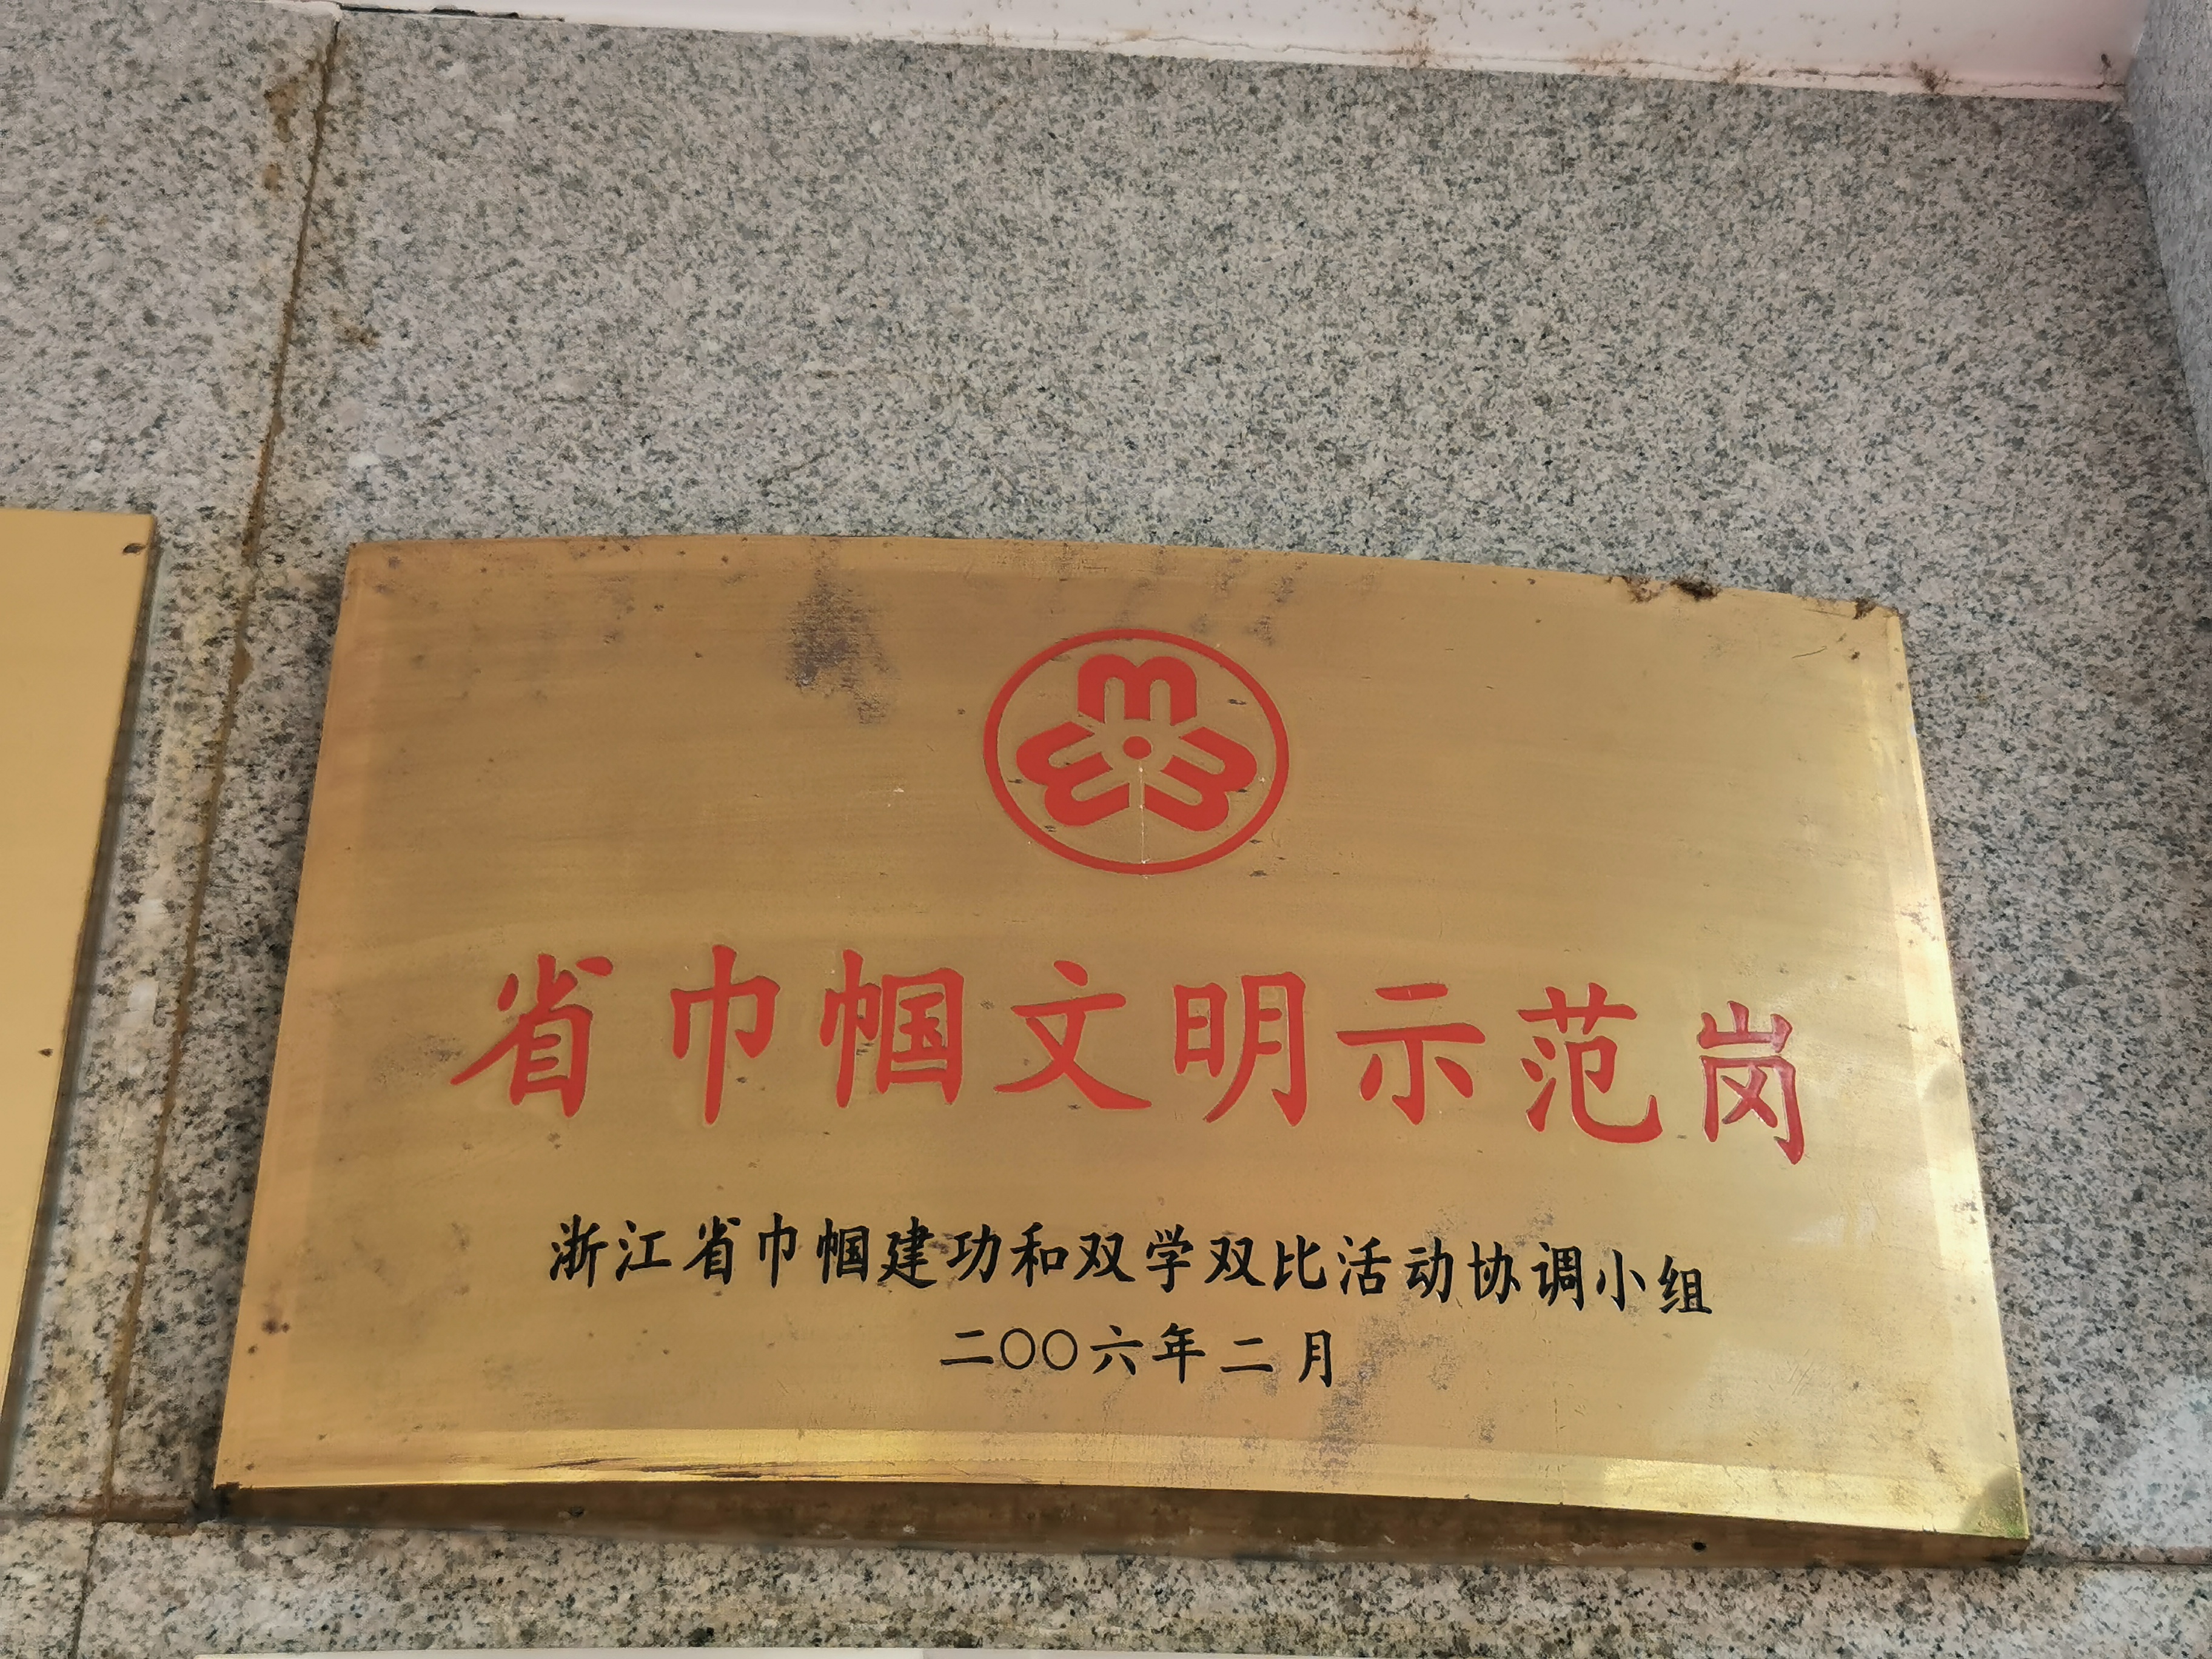 省巾帼文明示范岗
浙江省巾帼建功和双学双比活动协调小组
二〇〇六年二月